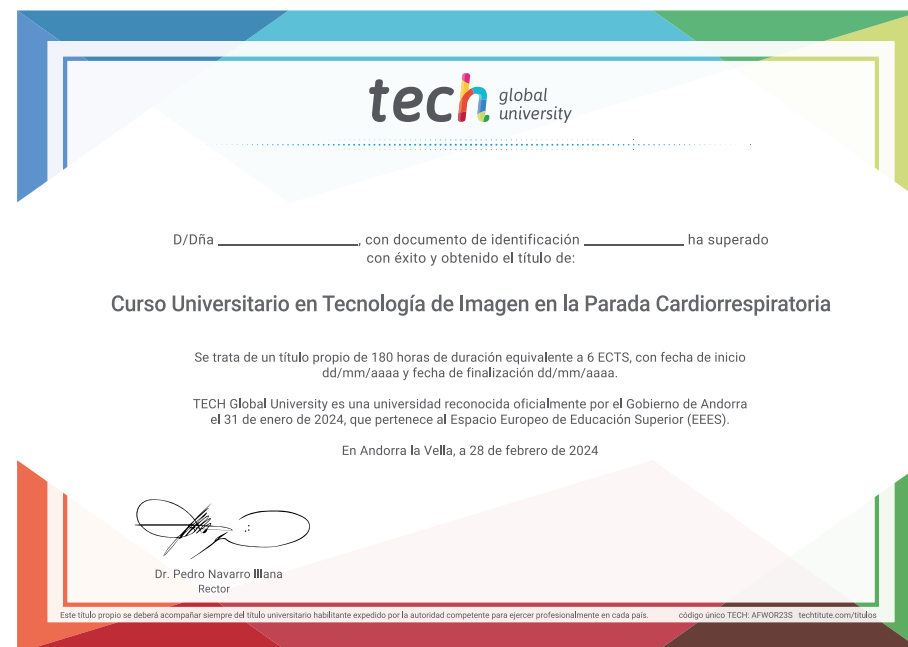 tech global university
D/Dña ____________, con documento de identificación ____________ ha superado
con éxito y obtenido el título de:
Curso Universitario en Tecnología de Imagen en la Parada Cardiorrespiratoria
Se trata de un título propio de 180 horas de duración equivalente a 6 ECTS, con fecha de inicio
dd/mm/aaaa y fecha de finalización dd/mm/aaaa.
TECH Global University es una universidad reconocida oficialmente por el Gobierno de Andorra
el 31 de enero de 2024, que pertenece al Espacio Europeo de Educación Superior (EEES).
En Andorra la Vella, a 28 de febrero de 2024
Dr. Pedro Navarro Illana
Rector
Este título propio se deberá acompañar siempre del título universitario habilitante expedido por la autoridad competente para ejercer profesionalmente en cada país. código único TECH: AFWOR23S techtitute.com/titulos